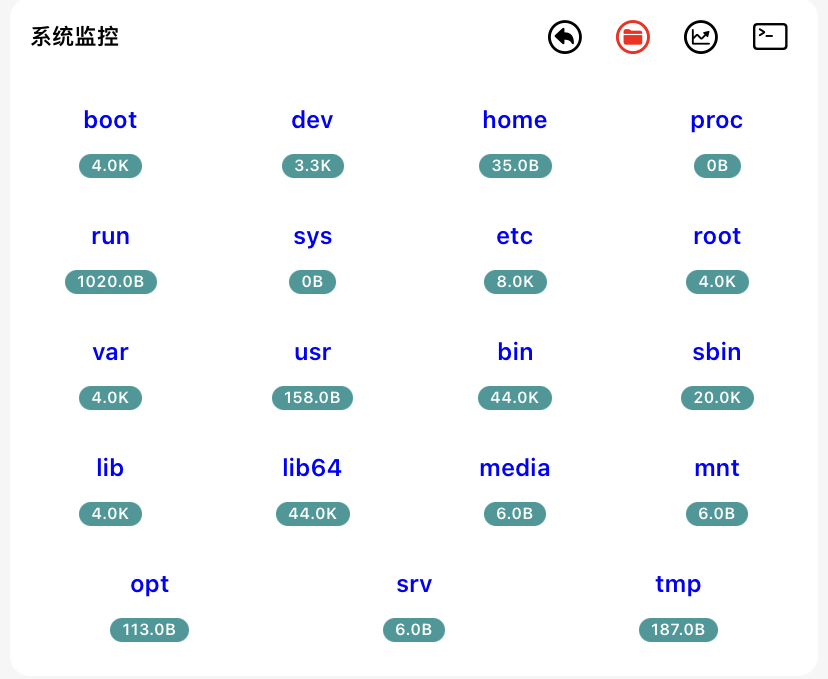 系统监控
boot dev home proc
4.0K 3.3K 35.0B 0B
run sys etc root
1020.0B 0B 8.0K 4.0K
var usr bin sbin
4.0K 158.0B 44.0K 20.0K
lib lib64 media mnt
4.0K 44.0K 6.0B 6.0B
opt srv tmp
113.0B 6.0B 187.0B